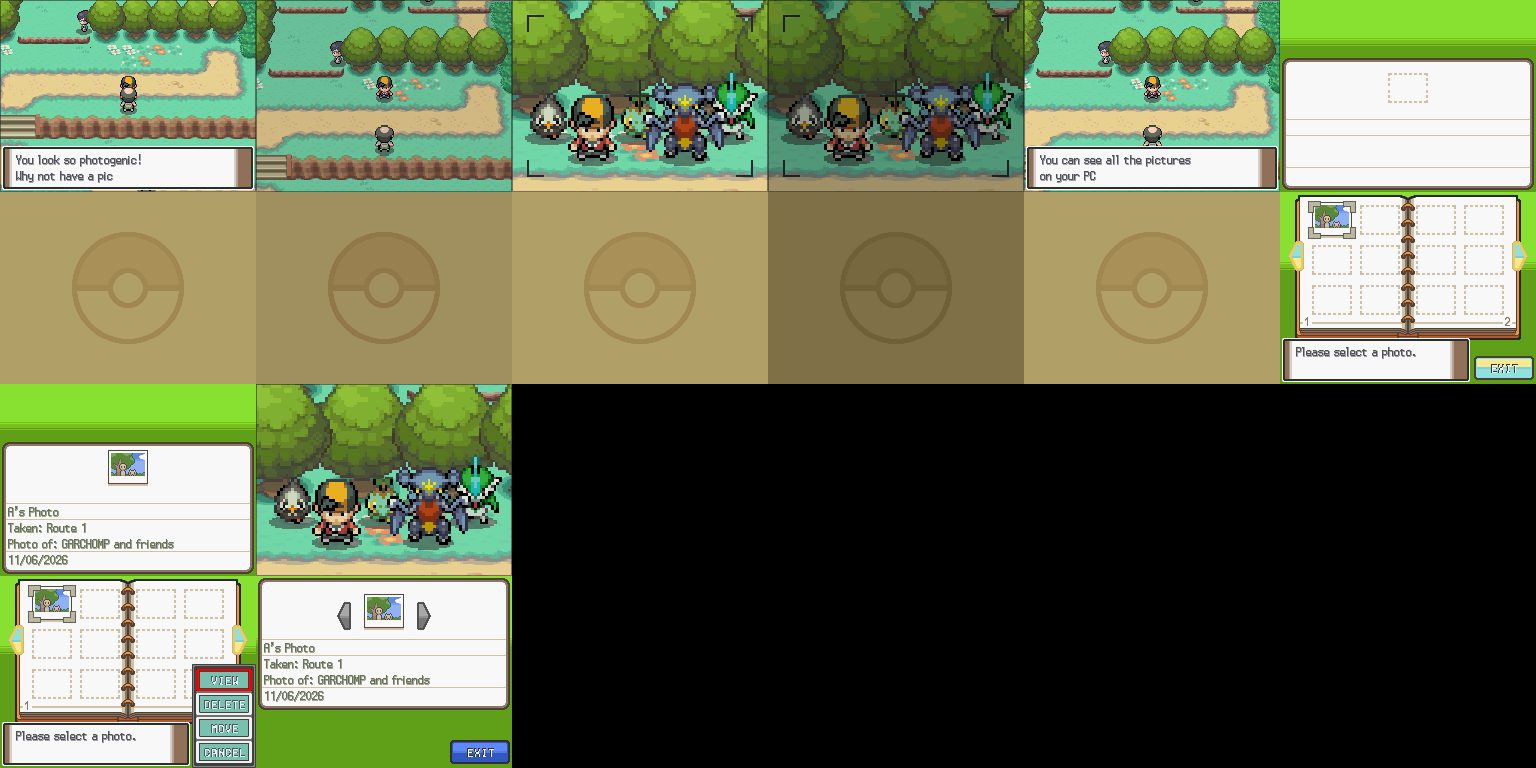 You look so photogenic!
Why not have a pic
You can see all the pictures
on your PC
1
2
Please select a photo.
EXIT
A's Photo
Taken: Route 1
Photo of: GARCHOMP and friends
11/06/2026
1
VIEW
DELETE
MOVE
CANCEL
Please select a photo.
A's Photo
Taken: Route 1
Photo of: GARCHOMP and friends
11/06/2026
EXIT